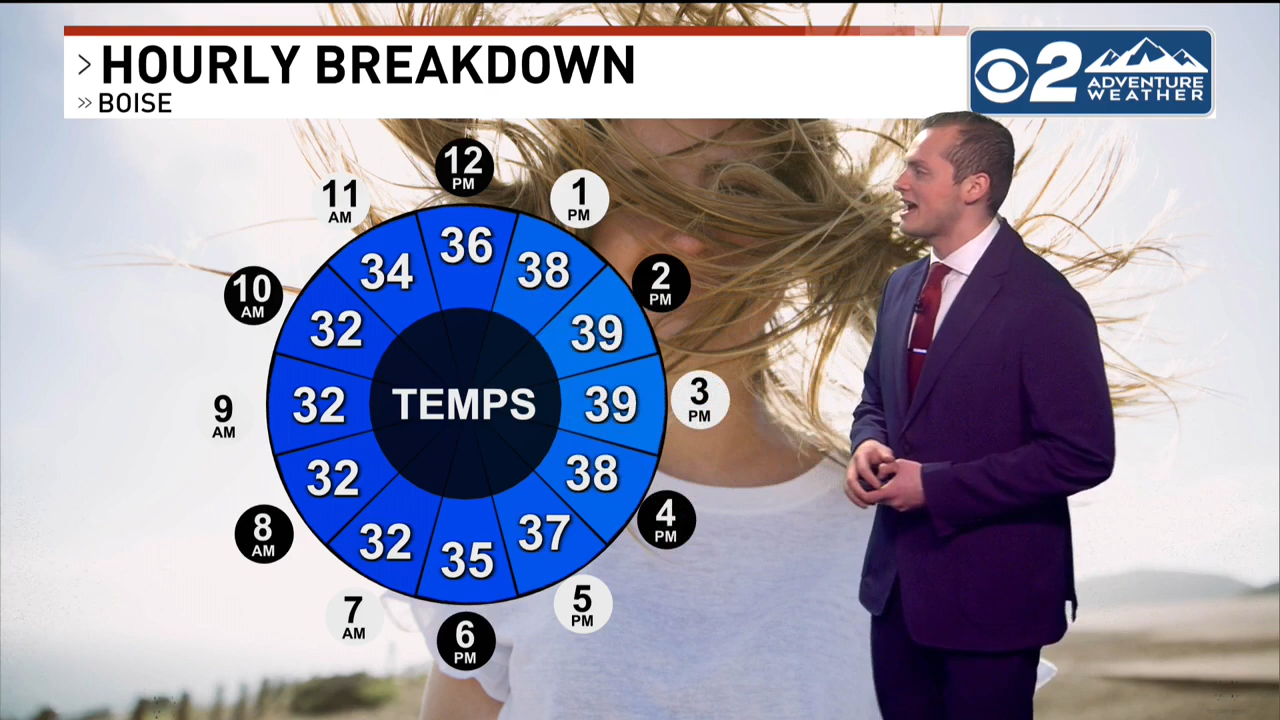 > HOURLY BREAKDOWN
» BOISE
2 ADVENTURE
WEATHER
12
PM
36
1
PM
38
2
PM
39
3
PM
39
4
PM
38
5
PM
37
6
PM
35
7
AM
32
8
AM
32
9
AM
32
10
AM
32
11
AM
34
TEMPS